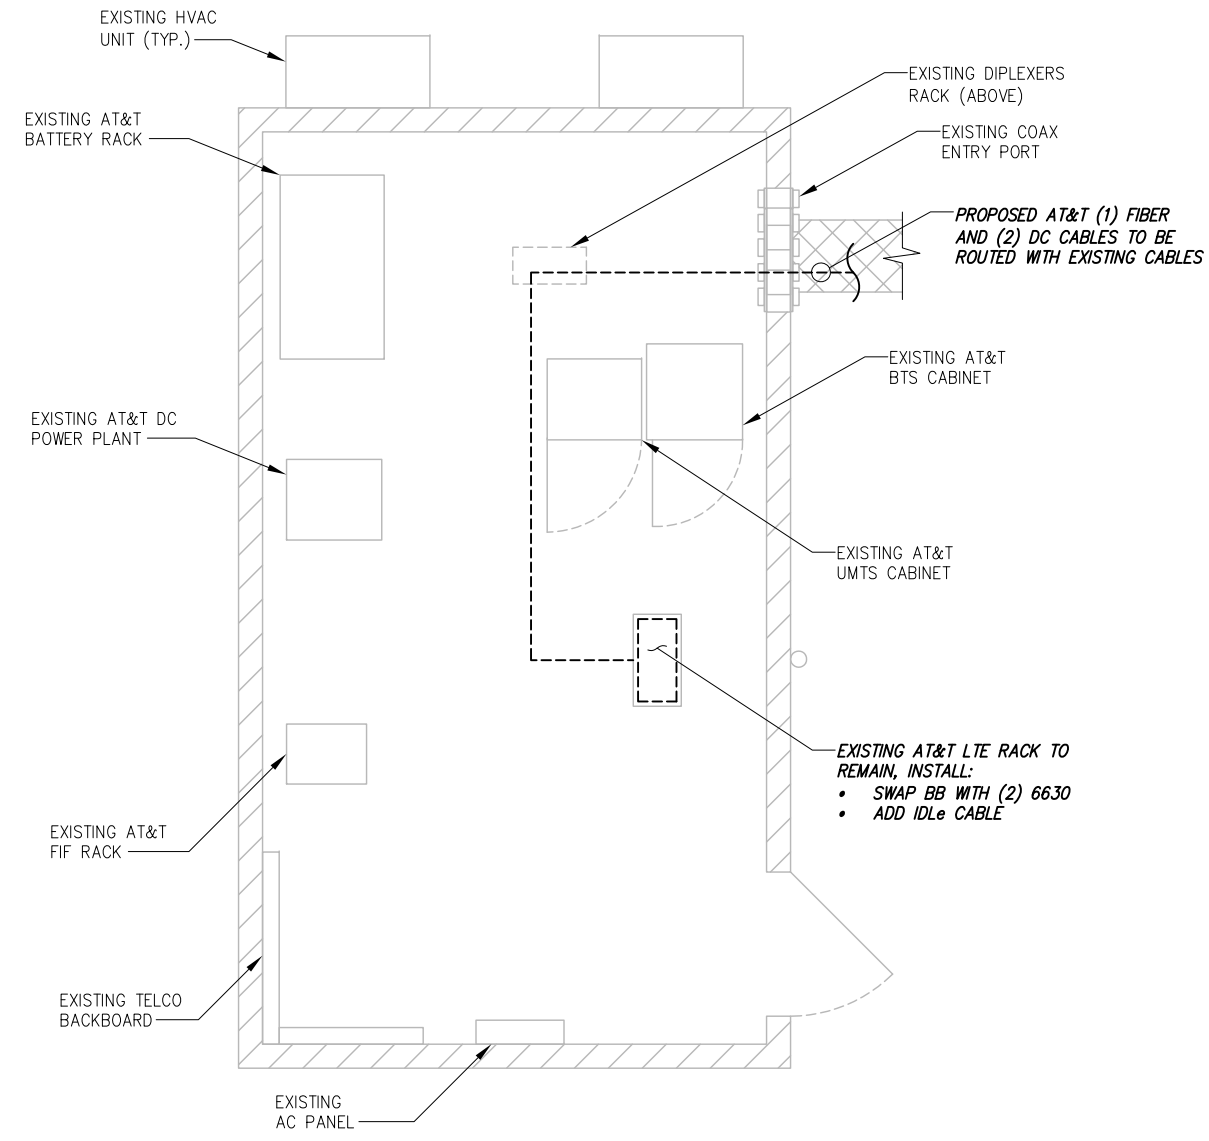 EXISTING HVAC
UNIT (TYP.)
EXISTING DIPLEXERS
RACK (ABOVE)
EXISTING AT&T
BATTERY RACK
EXISTING COAX
ENTRY PORT
PROPOSED AT&T (1) FIBER
AND (2) DC CABLES TO BE
ROUTED WITH EXISTING CABLES
EXISTING AT&T
BTS CABINET
EXISTING AT&T DC
POWER PLANT
EXISTING AT&T
UMTS CABINET
EXISTING AT&T LTE RACK TO
REMAIN, INSTALL:
• SWAP BB WITH (2) 6630
• ADD IDLe CABLE
EXISTING AT&T
FIF RACK
EXISTING TELCO
BACKBOARD
EXISTING
AC PANEL